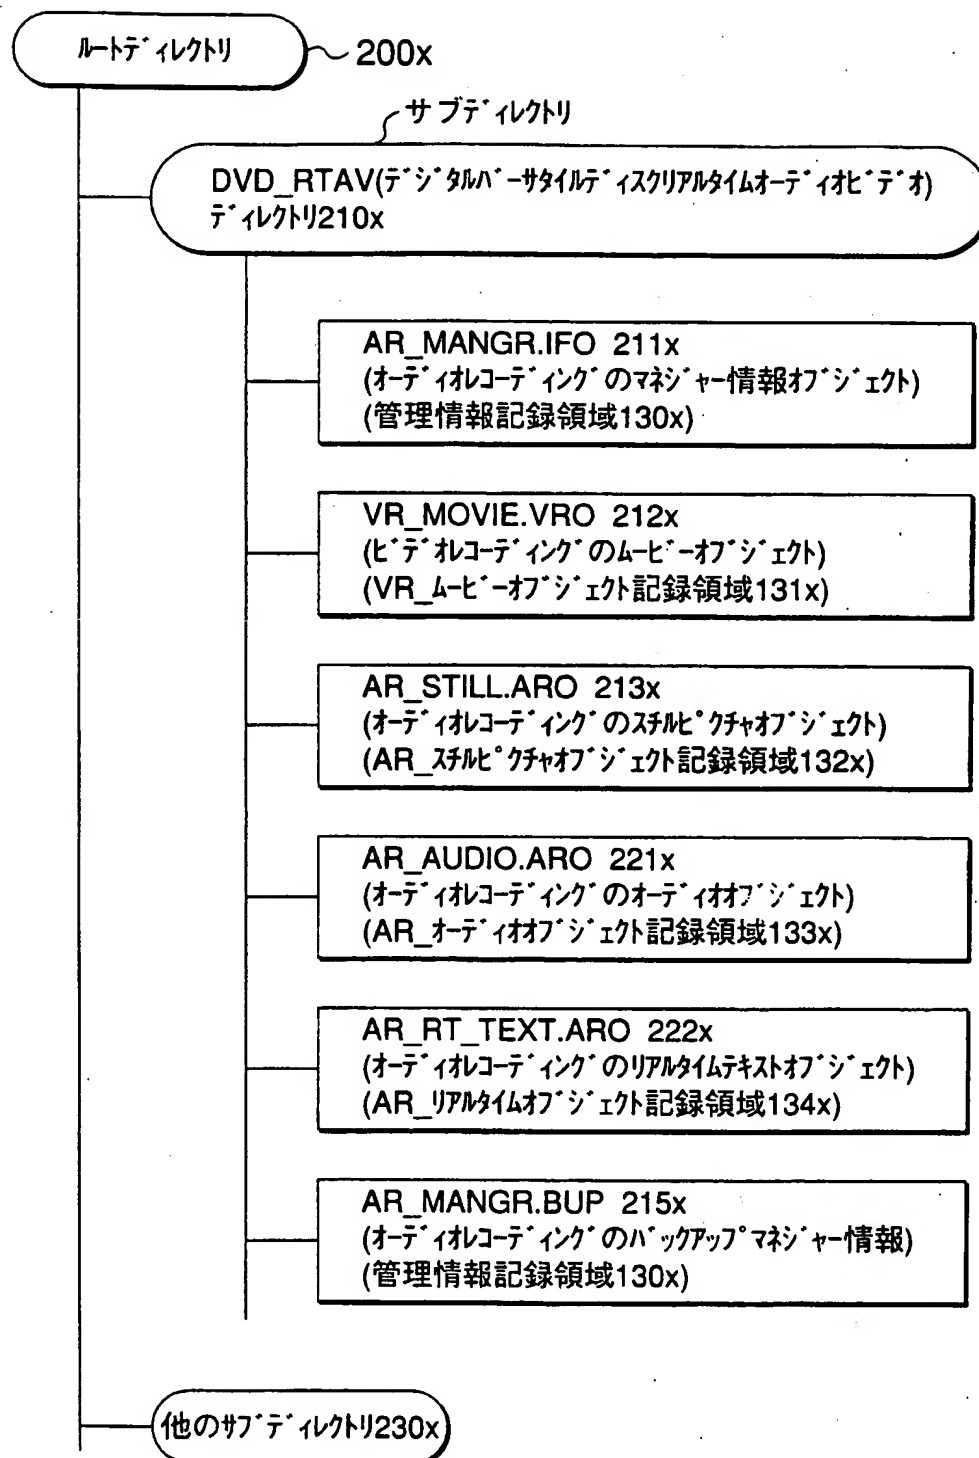 ルートディレクトリ
200x
サブディレクトリ
DVD_RTAV(デジタルバーサタイルディスクリアルタイムオーディオビデオ)
ディレクトリ210x
AR_MANGR.IFO 211x
(オーディオレコーディングのマネジャー情報オブジェクト)
(管理情報記録領域130x)
VR_MOVIE.VRO 212x
(ビデオレコーディングのムービーオブジェクト)
(VR_ムービーオブジェクト記録領域131x)
AR_STILL.ARO 213x
(オーディオレコーディングのスチルピクチャオブジェクト)
(AR_スチルピクチャオブジェクト記録領域132x)
AR_AUDIO.ARO 221x
(オーディオレコーディングのオーディオオブジェクト)
(AR_オーディオオブジェクト記録領域133x)
AR_RT_TEXT.ARO 222x
(オーディオレコーディングのリアルタイムテキストオブジェクト)
(AR_リアルタイムオブジェクト記録領域134x)
AR_MANGR.BUP 215x
(オーディオレコーディングのバックアップマネジャー情報)
(管理情報記録領域130x)
他のサブディレクトリ230x